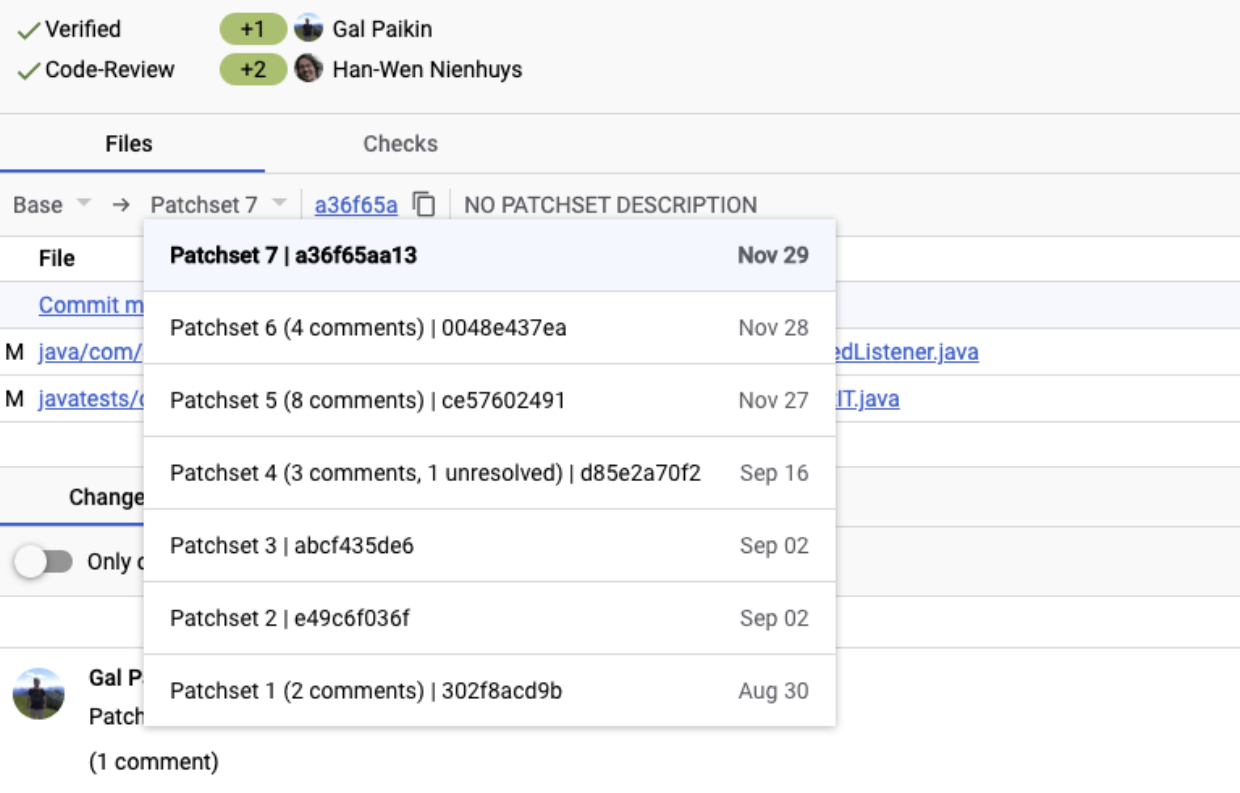 Verified +1 Gal Paikin
Code-Review +2 Han-Wen Nienhuys
Files Checks
Base → Patchset 7 a36f65a NO PATCHSET DESCRIPTION
File
Patchset 7 | a36f65aa13 Nov 29
Commit m
Patchset 6 (4 comments) | 0048e437ea Nov 28
M java/com/ edListener.java
M javatests/ IT.java
Patchset 5 (8 comments) | ce57602491 Nov 27
Patchset 4 (3 comments, 1 unresolved) | d85e2a70f2 Sep 16
Change
Patchset 3 | abcf435de6 Sep 02
Only
Patchset 2 | e49c6f036f Sep 02
Patchset 1 (2 comments) | 302f8acd9b Aug 30
Gal P
Patch
(1 comment)